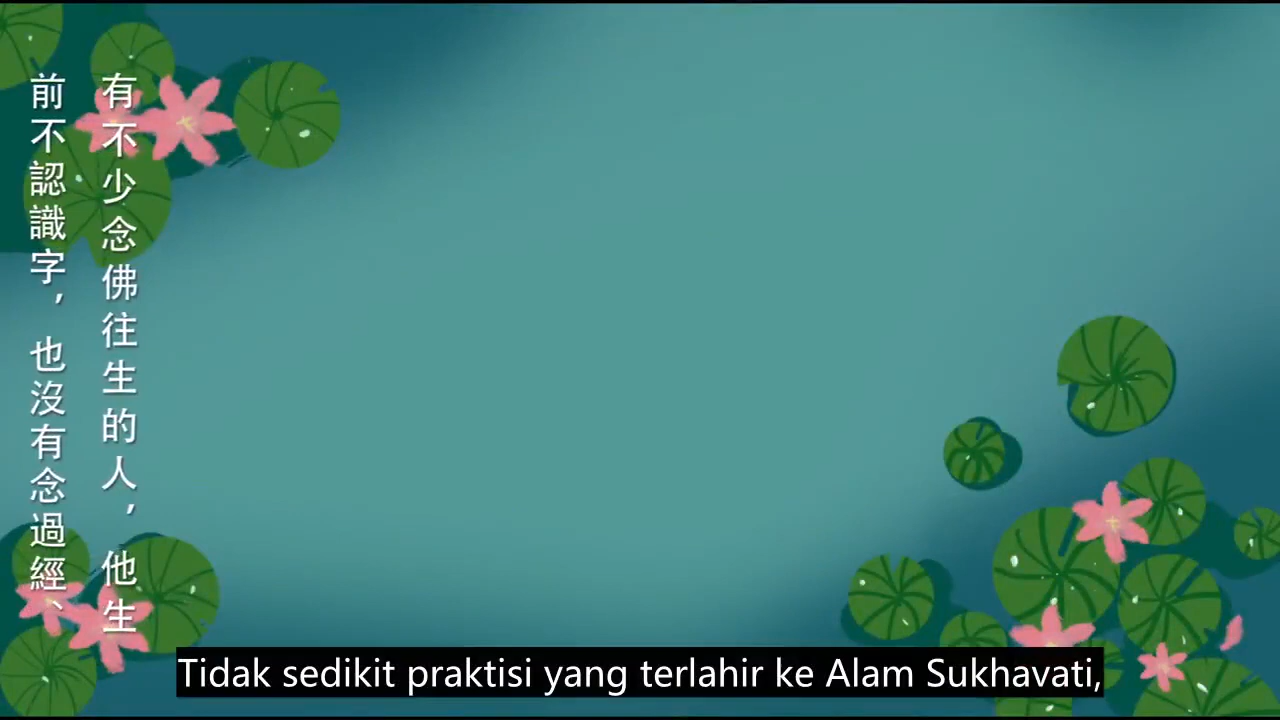 有不少念佛往生的人，他生
前不認識字，也沒有念過經、
Tidak sedikit praktisi yang terlahir ke Alam Sukhavati,